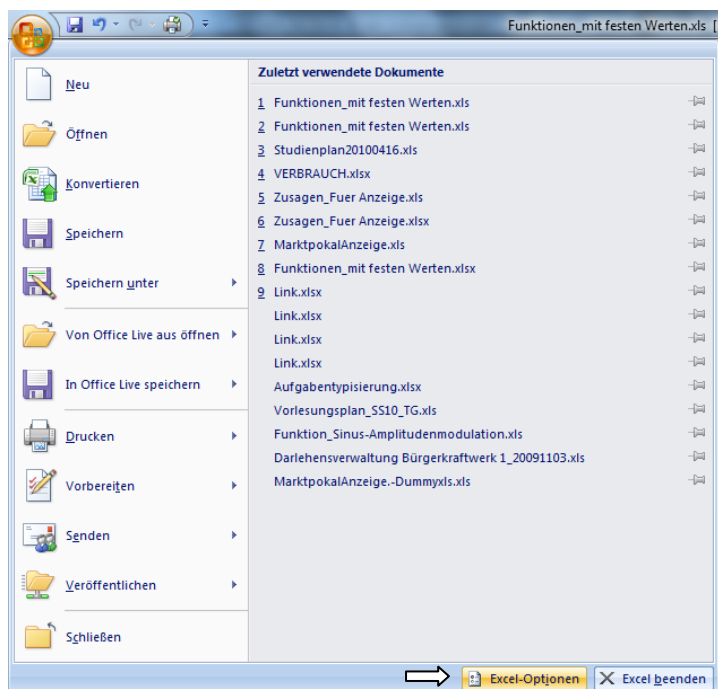 Funktionen_mit festen Werten.xls [
Neu
Öffnen
Konvertieren
Speichern
Speichern unter
Von Office Live aus öffnen
In Office Live speichern
Drucken
Vorbereiten
Senden
Veröffentlichen
Schließen
Zuletzt verwendete Dokumente
1 Funktionen_mit festen Werten.xls
2 Funktionen_mit festen Werten.xls
3 Studienplan20100416.xls
4 VERBRAUCH.xlsx
5 Zusagen_Fuer Anzeige.xls
6 Zusagen_Fuer Anzeige.xlsx
7 MarktpokalAnzeige.xls
8 Funktionen_mit festen Werten.xlsx
9 Link.xlsx
Link.xlsx
Link.xlsx
Link.xlsx
Aufgabentypisierung.xlsx
Vorlesungsplan_SS10_TG.xls
Funktion_Sinus-Amplitudenmodulation.xls
Darlehensverwaltung Bürgerkraftwerk 1_20091103.xls
MarktpokalAnzeige.-Dummyxls.xls
Excel-Optionen
Excel beenden